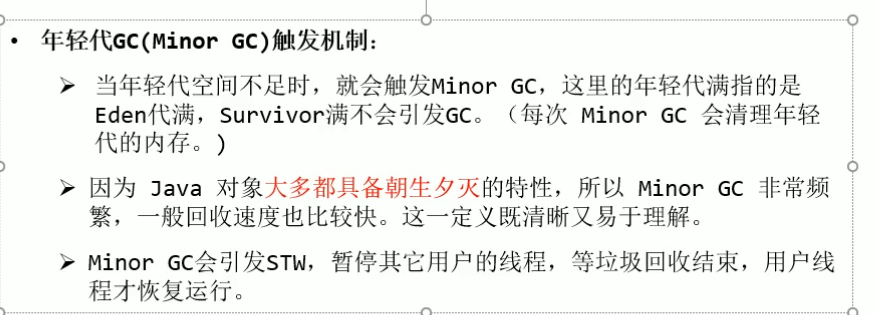 • 年轻代GC(Minor GC)触发机制：
➢ 当年轻代空间不足时，就会触发Minor GC，这里的年轻代满指的是
Eden代满，Survivor满不会引发GC。（每次 Minor GC 会清理年轻
代的内存。)
➢ 因为 Java 对象大多都具备朝生夕灭的特性，所以 Minor GC 非常频
繁，一般回收速度也比较快。这一定义既清晰又易于理解。
➢ Minor GC会引发STW，暂停其它用户的线程，等垃圾回收结束，用户线
程才恢复运行。